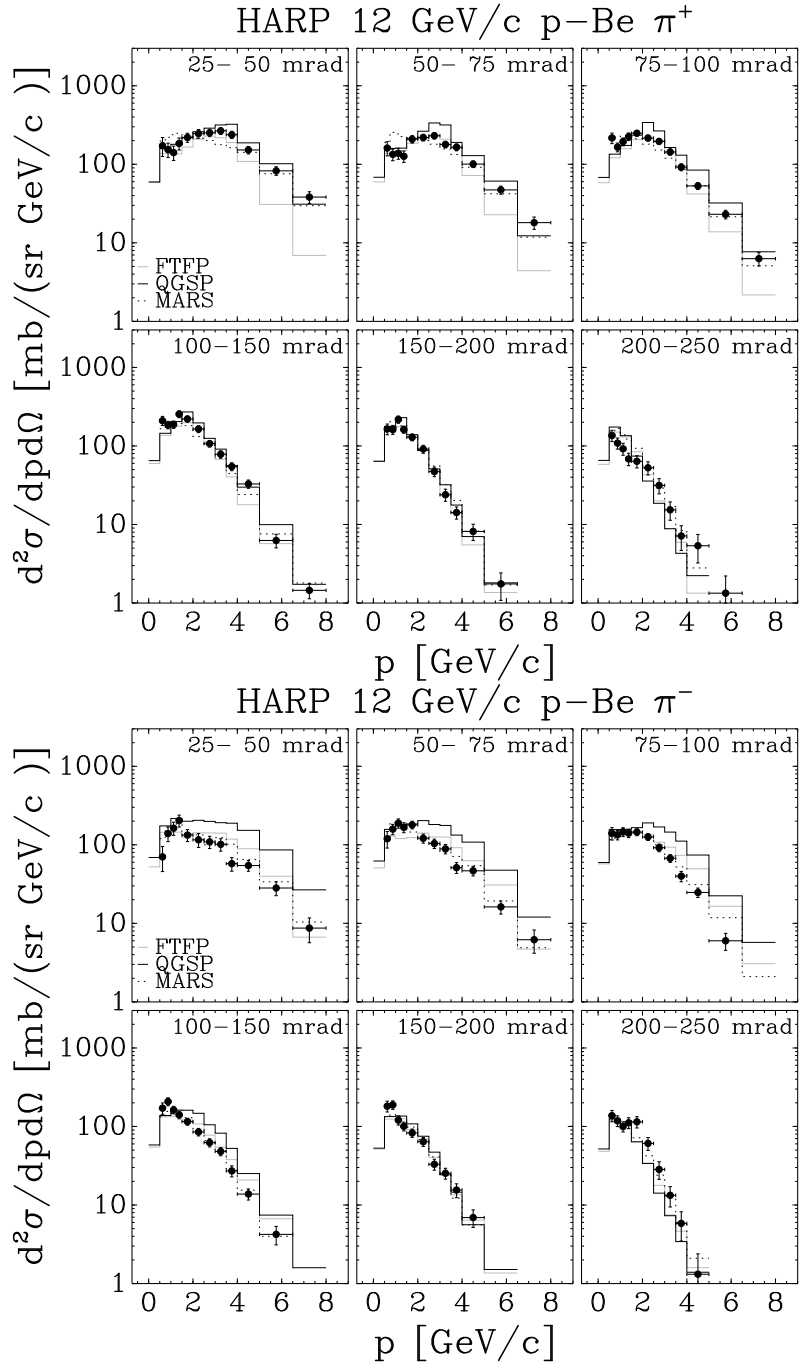 HARP 12 GeV/c p−Be π⁺
d²σ/dpdΩ [mb/(sr GeV/c )]
25− 50 mrad
50− 75 mrad
75−100 mrad
1000
100
10
1
FTFP
QGSP
MARS
100−150 mrad
150−200 mrad
200−250 mrad
1000
100
10
1
0 2 4 6 8 0 2 4 6 8 0 2 4 6 8
p [GeV/c]
HARP 12 GeV/c p−Be π⁻
d²σ/dpdΩ [mb/(sr GeV/c )]
25− 50 mrad
50− 75 mrad
75−100 mrad
1000
100
10
1
FTFP
QGSP
MARS
100−150 mrad
150−200 mrad
200−250 mrad
1000
100
10
1
0 2 4 6 8 0 2 4 6 8 0 2 4 6 8
p [GeV/c]